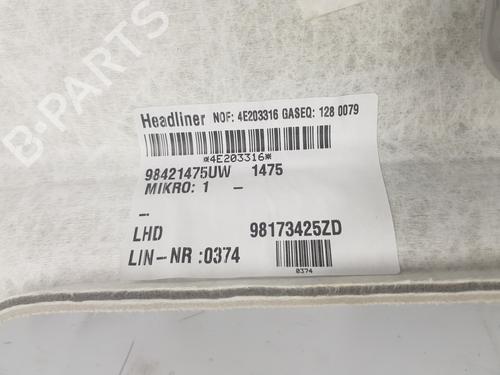 B-PARTS
Headliner NOF: 4E203316 GASEQ: 128 0079
*4E203316*
98421475UW 1475
MIKRO: 1 -
-
LHD 98173425ZD
LIN-NR :0374
0374